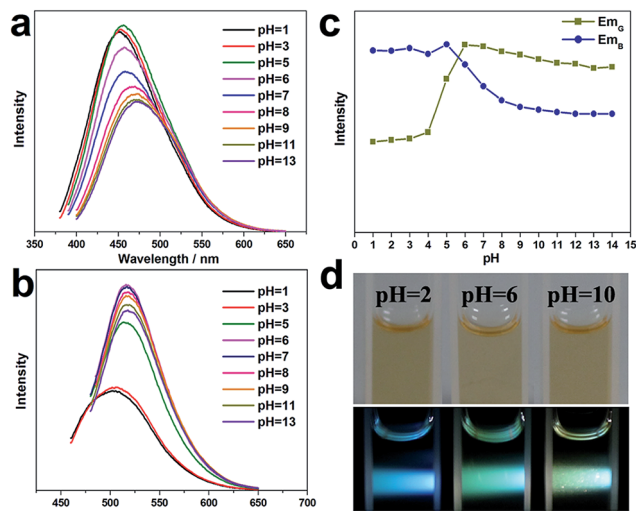 a
Intensity
pH=1
pH=3
pH=5
pH=6
pH=7
pH=8
pH=9
pH=11
pH=13
350 400 450 500 550 600 650 700
Wavelength / nm
b
Intensity
pH=1
pH=3
pH=5
pH=6
pH=7
pH=8
pH=9
pH=11
pH=13
450 500 550 600 650 700
c
Intensity
EmG
EmB
0 1 2 3 4 5 6 7 8 9 10 11 12 13 14 15
pH
d
pH=2 pH=6 pH=10